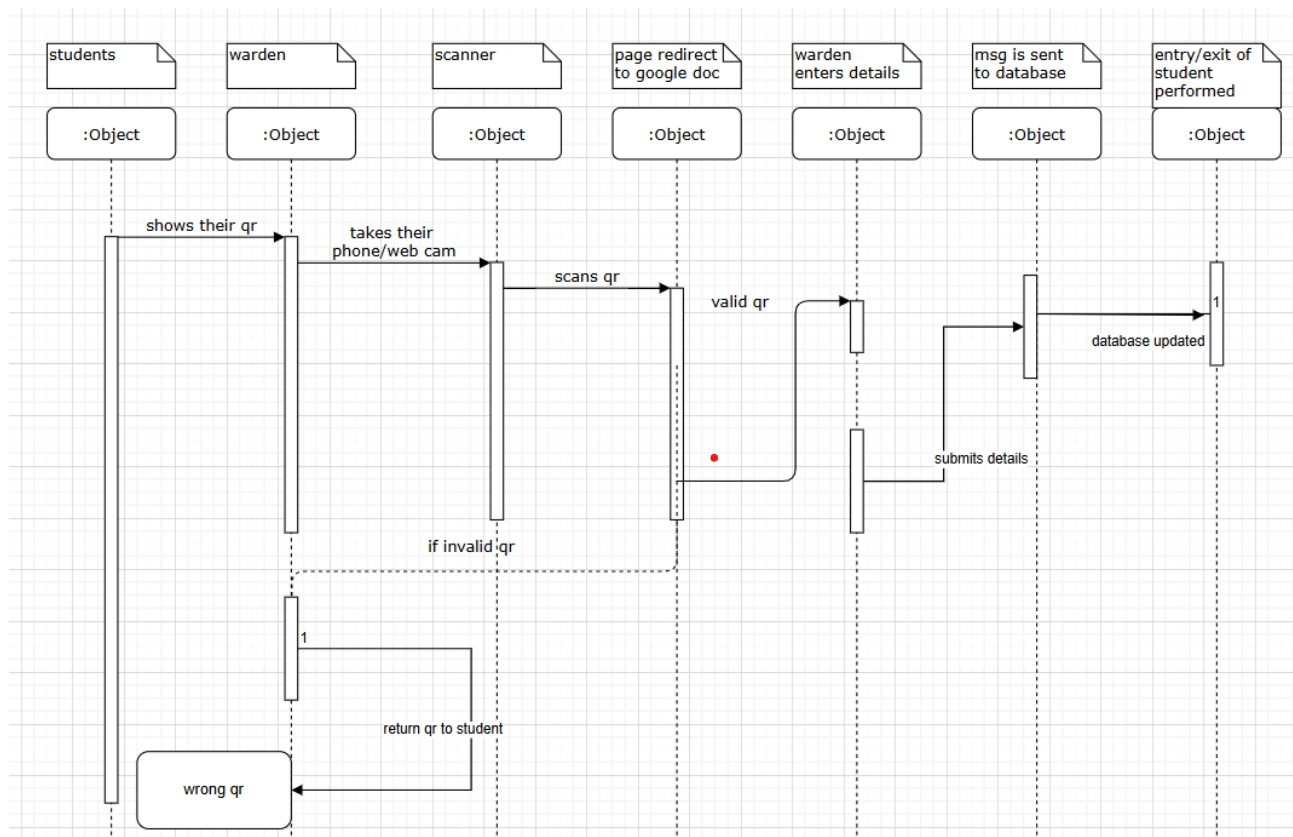 students
warden
scanner
page redirect
to google doc
warden
enters details
msg is sent
to database
entry/exit of
student
performed
:Object
:Object
:Object
:Object
:Object
:Object
:Object
shows their qr
takes their
phone/web cam
scans qr
valid qr
1
database updated
submits details
if invalid qr
1
return qr to student
wrong qr